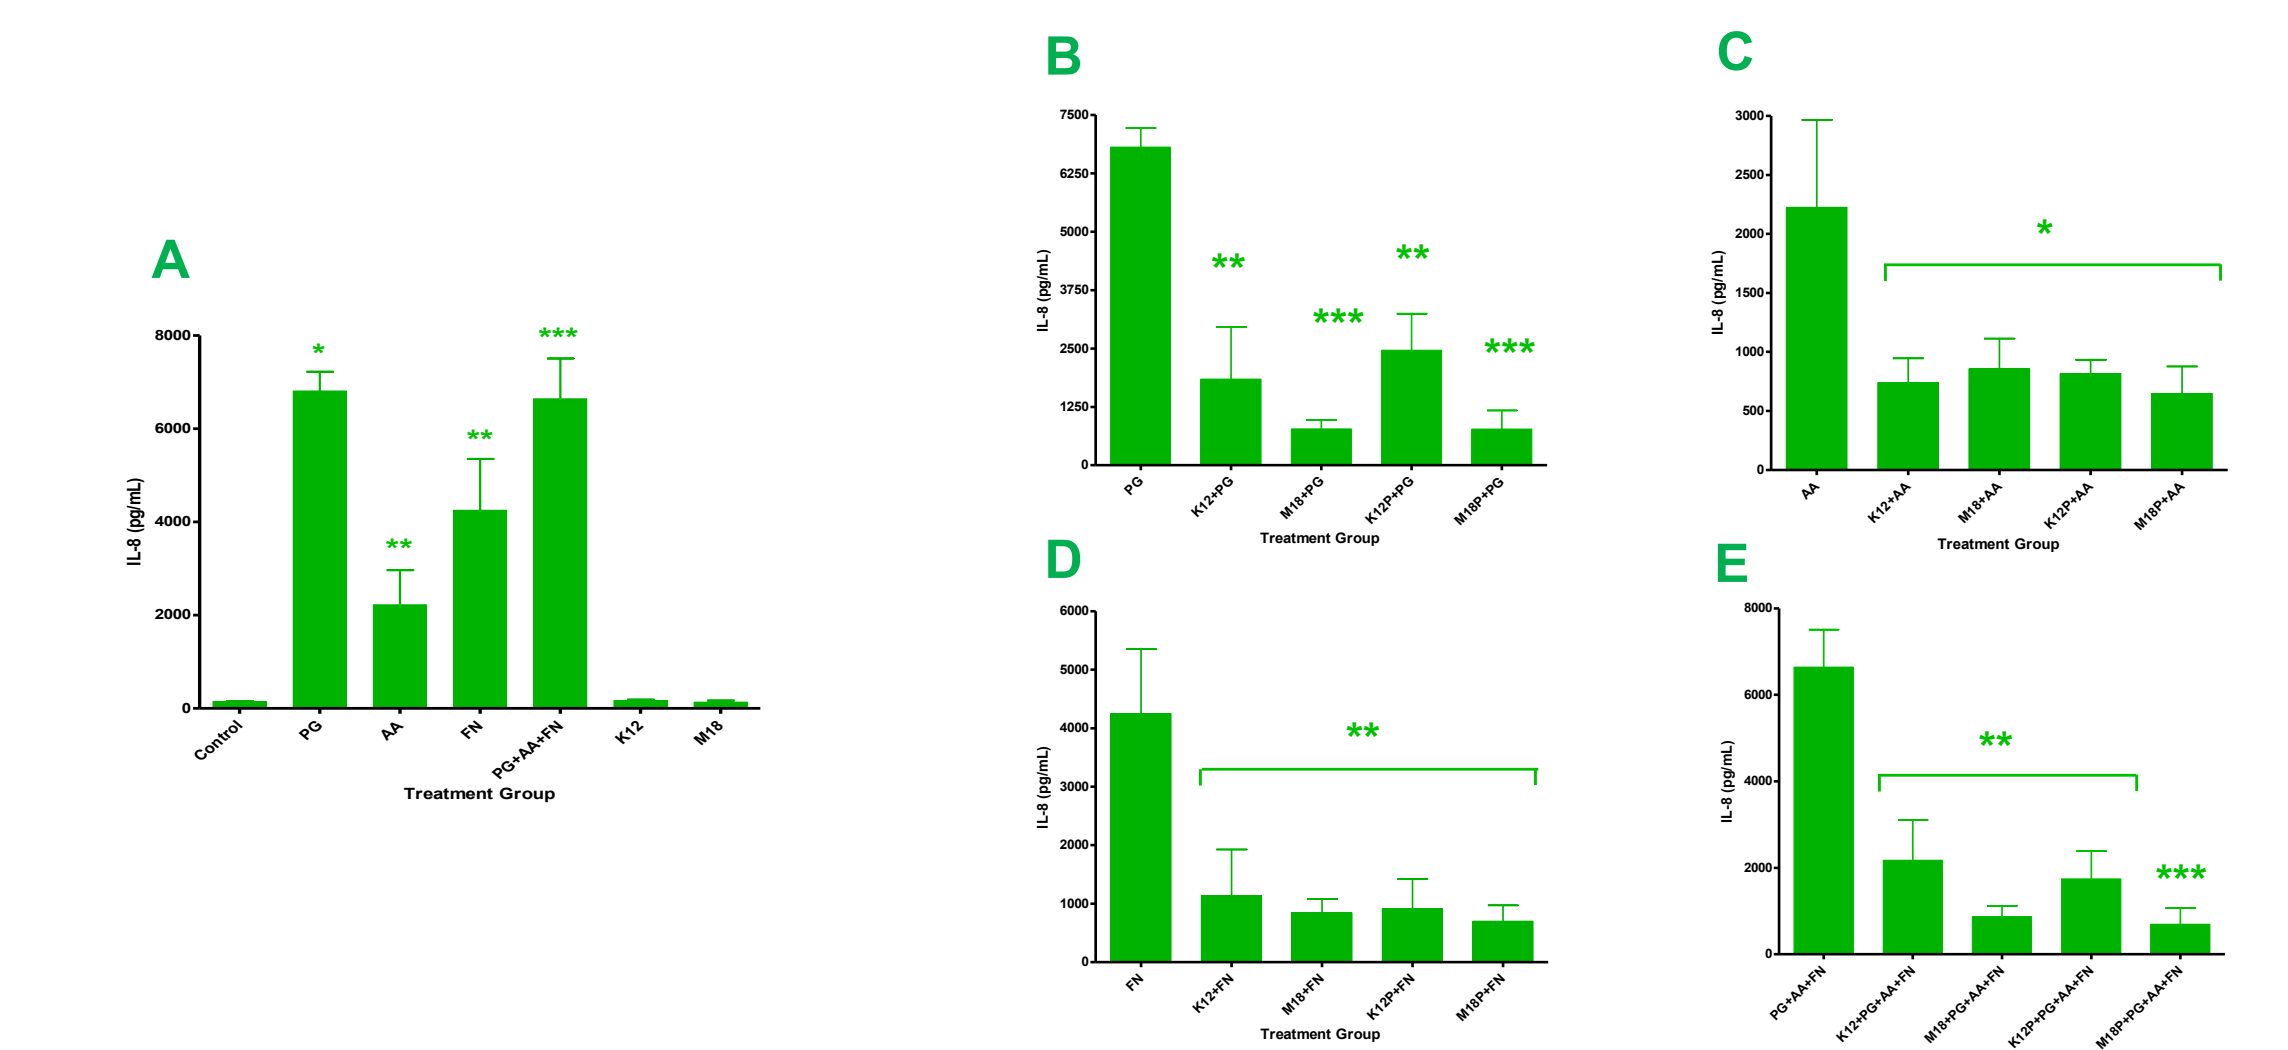 A
IL-8 (pg/mL)
8000
6000
4000
2000
0
*
**
**
***
Control
PG
AA
FN
PG+AA+FN
K12
M18
Treatment Group
B
IL-8 (pg/mL)
7500
6250
5000
3750
2500
1250
0
**
***
**
***
PG
K12+PG
M18+PG
K12P+PG
M18P+PG
Treatment Group
C
IL-8 (pg/mL)
3000
2500
2000
1500
1000
500
0
*
AA
K12+AA
M18+AA
K12P+AA
M18P+AA
Treatment Group
D
IL-8 (pg/mL)
6000
5000
4000
3000
2000
1000
0
**
FN
K12+FN
M18+FN
K12P+FN
M18P+FN
Treatment Group
E
IL-8 (pg/mL)
8000
6000
4000
2000
0
**
***
PG+AA+FN
K12+PG+AA+FN
M18+PG+AA+FN
K12P+PG+AA+FN
M18P+PG+AA+FN